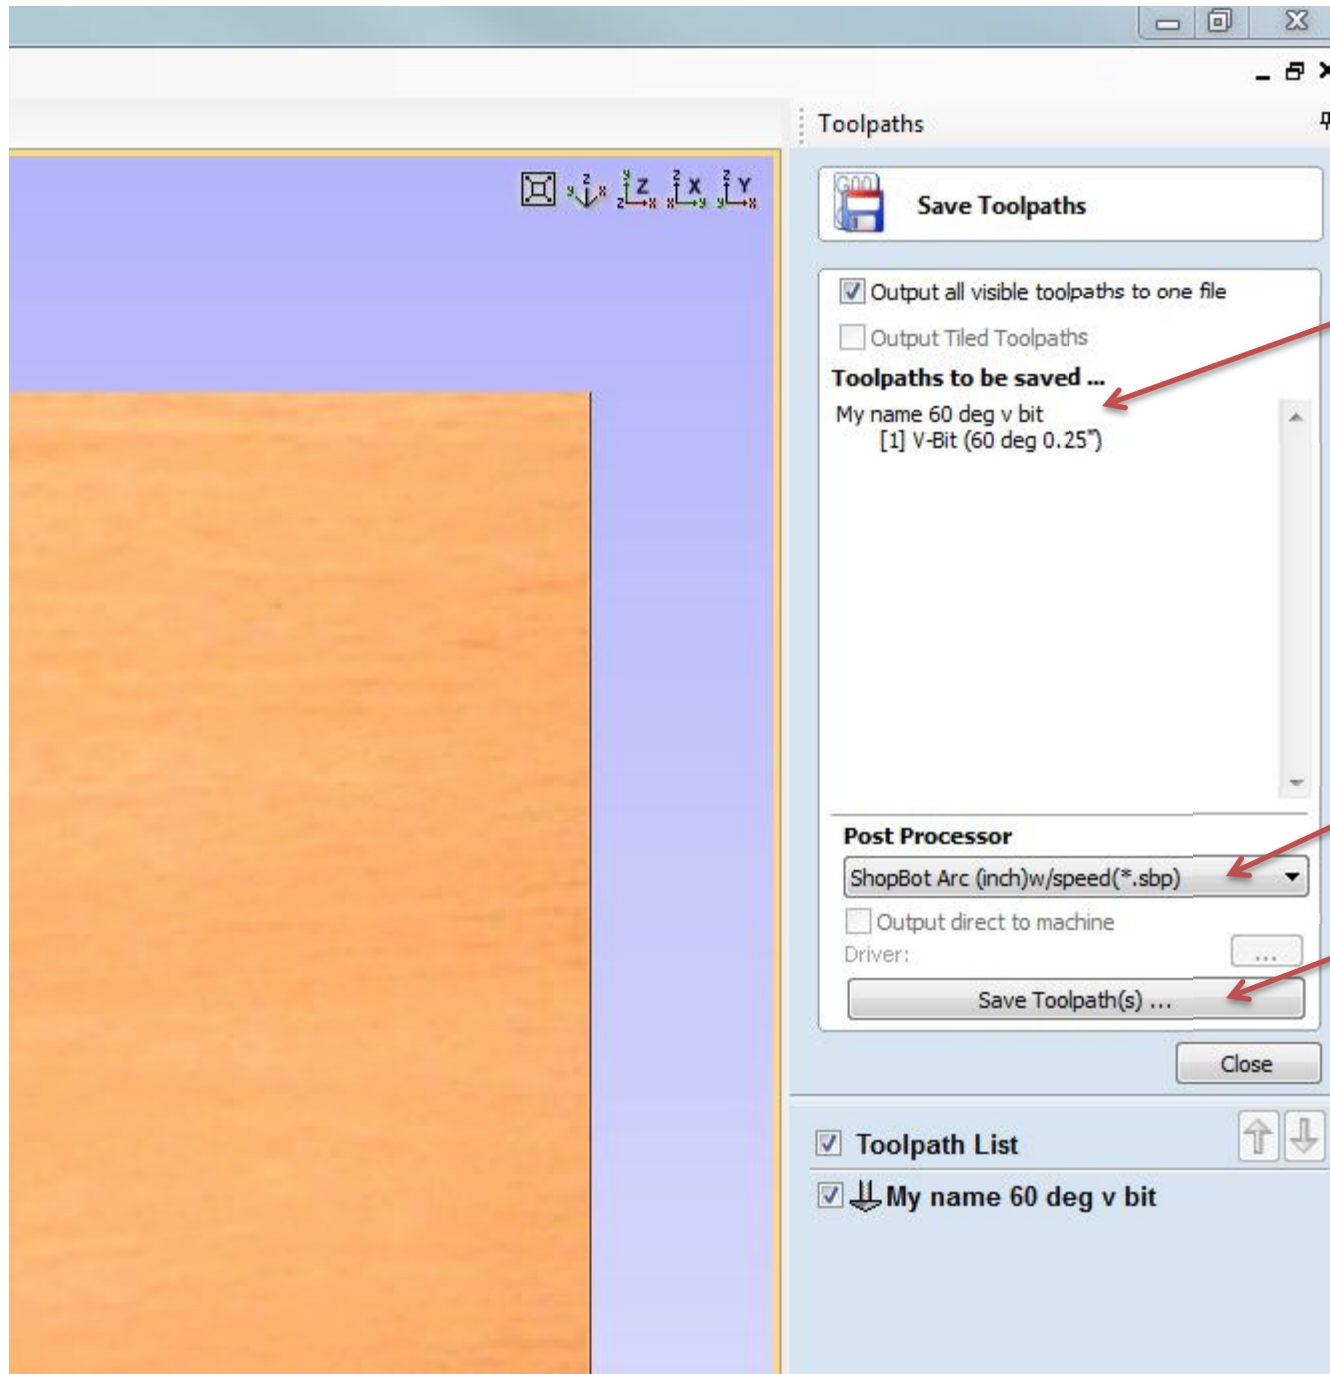 Toolpaths
Save Toolpaths
Output all visible toolpaths to one file
Output Tiled Toolpaths
Toolpaths to be saved ...
My name 60 deg v bit
[1] V-Bit (60 deg 0.25")
Post Processor
ShopBot Arc (inch)w/speed(*.sbp)
Output direct to machine
Driver:
...
Save Toolpath(s) ...
Close
Toolpath List
My name 60 deg v bit